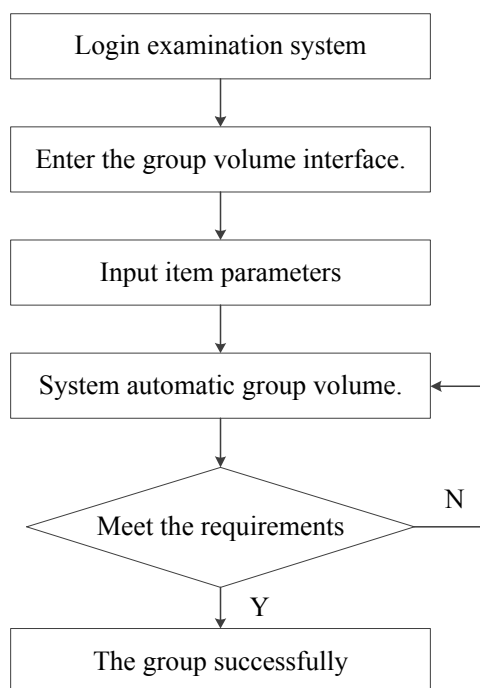 Login examination system
Enter the group volume interface.
Input item parameters
System automatic group volume.
Meet the requirements
N
Y
The group successfully